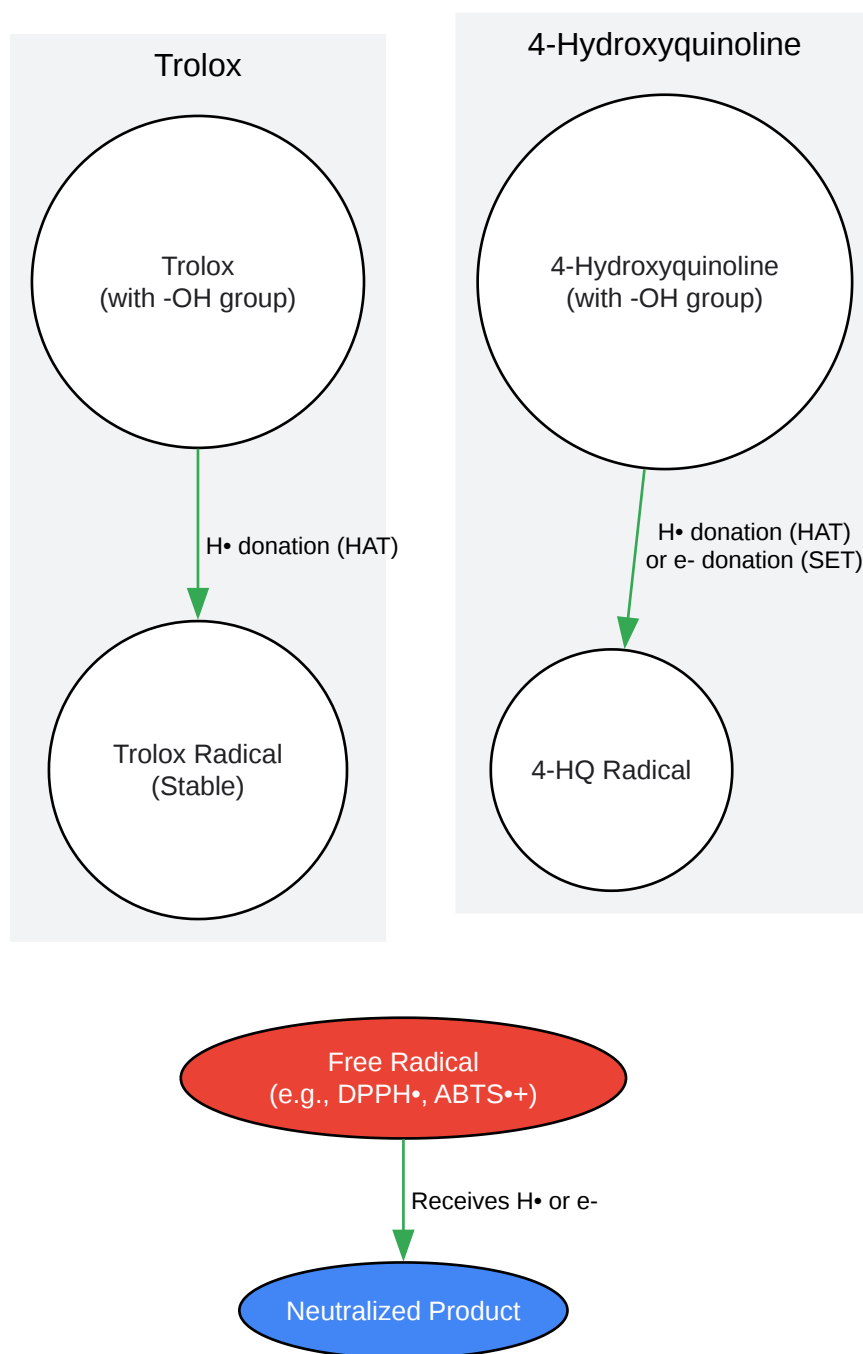 Trolox
Trolox
(with -OH group)
H• donation (HAT)
Trolox Radical
(Stable)
4-Hydroxyquinoline
4-Hydroxyquinoline
(with -OH group)
H• donation (HAT)
or e- donation (SET)
4-HQ Radical
Free Radical
(e.g., DPPH•, ABTS•+)
Receives H• or e-
Neutralized Product